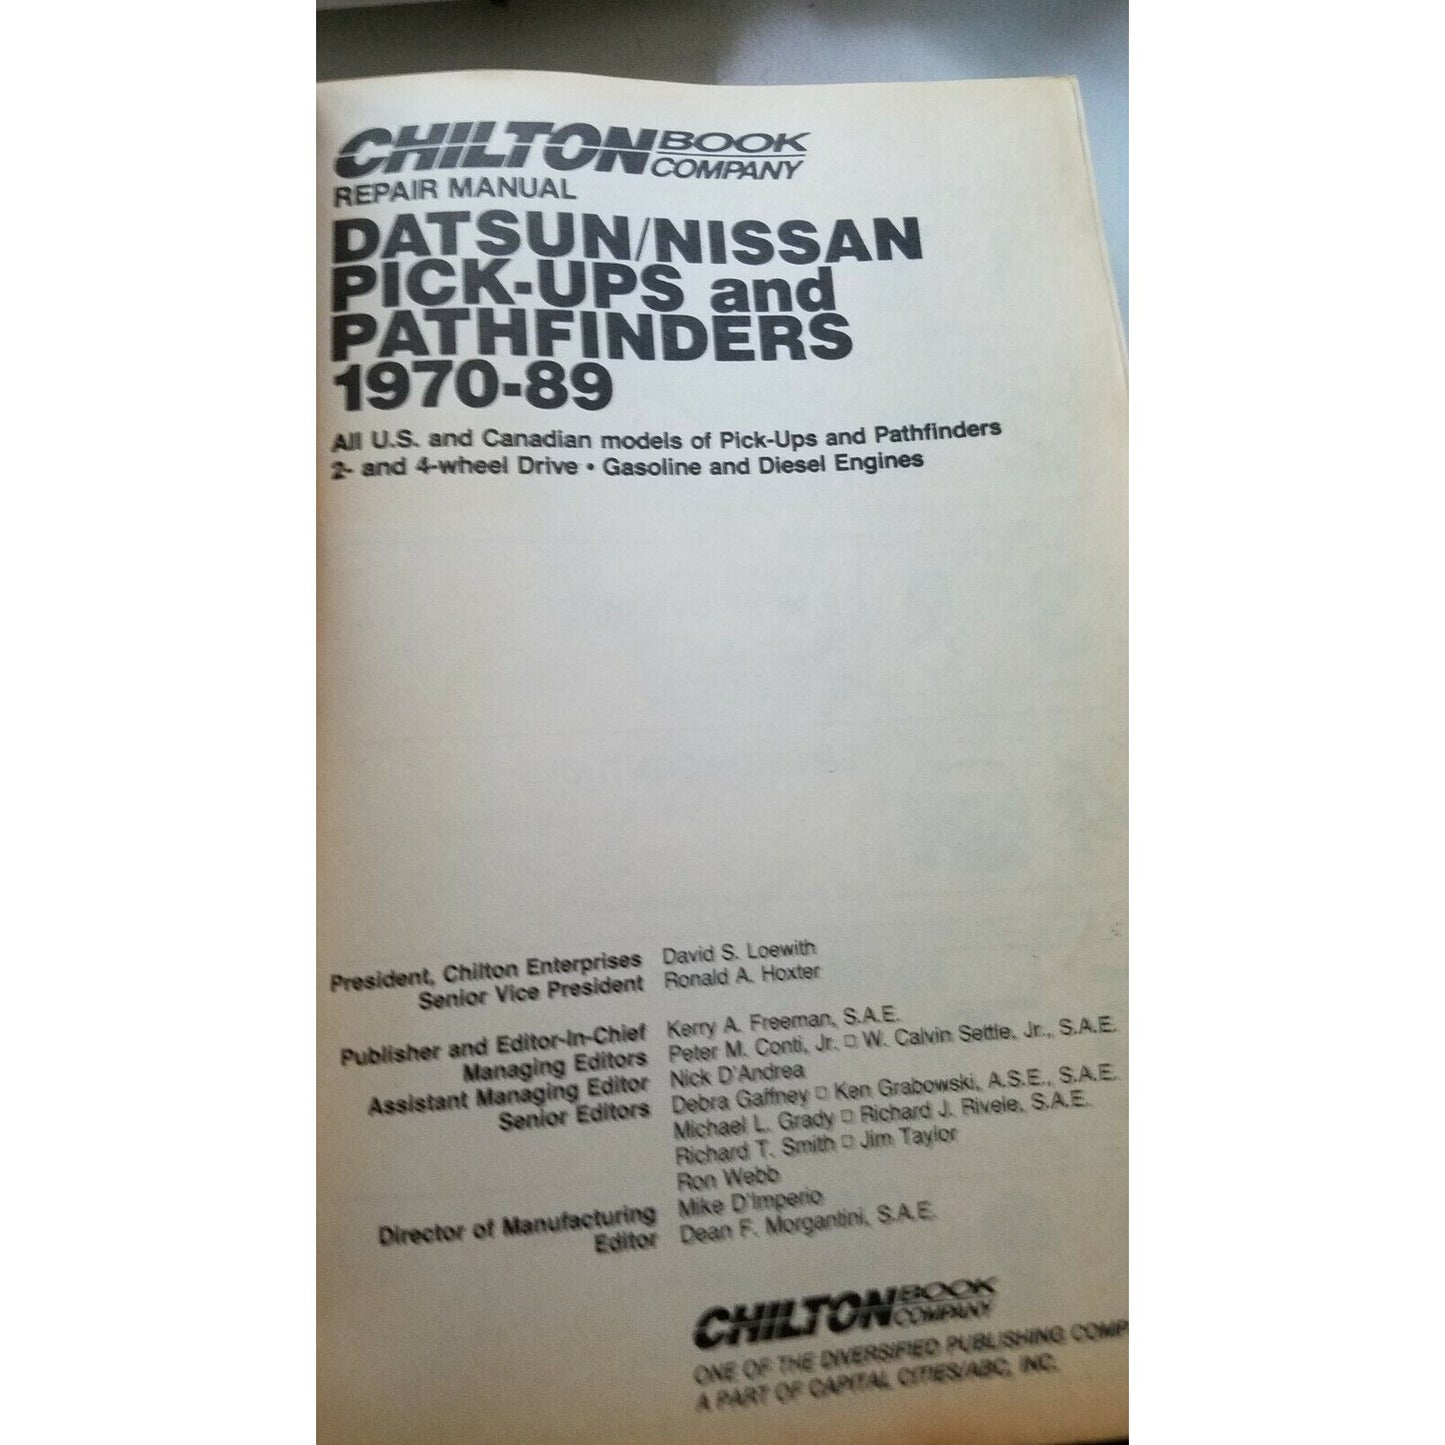 CHILTON BOOK COMPANY
REPAIR MANUAL
DATSUN/NISSAN
PICK-UPS and
PATHFINDERS
1970-89
All U.S. and Canadian models of Pick-Ups and Pathfinders
2- and 4-wheel Drive • Gasoline and Diesel Engines
President, Chilton Enterprises David S. Loewith
Senior Vice President Ronald A. Hoxter
Publisher and Editor-In-Chief Kerry A. Freeman, S.A.E.
Managing Editors Peter M. Conti, Jr. □ W. Calvin Settle, Jr., S.A.E.
Assistant Managing Editor Nick D'Andrea
Senior Editors Debra Gaffney □ Ken Grabowski, A.S.E., S.A.E.
Michael L. Grady □ Richard J. Rivele, S.A.E.
Richard T. Smith □ Jim Taylor
Ron Webb
Director of Manufacturing Mike D'Imperio
Editor Dean F. Morgantini, S.A.E.
CHILTON BOOK COMPANY
ONE OF THE DIVERSIFIED PUBLISHING COMP
A PART OF CAPITAL CITIES/ABC, INC.